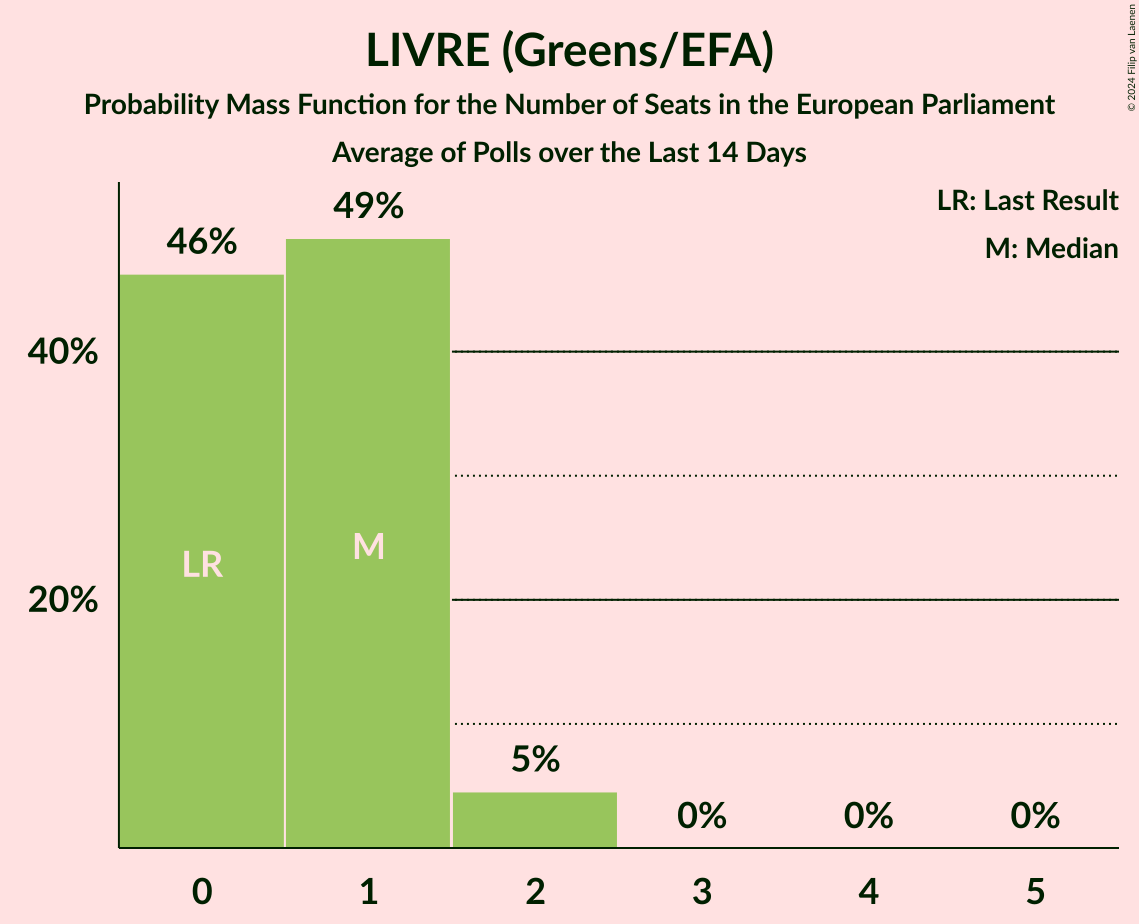 LIVRE (Greens/EFA)
Probability Mass Function for the Number of Seats in the European Parliament
Average of Polls over the Last 14 Days
© 2024 Filip van Laenen
LR: Last Result
M: Median
49%
46%
40%
20%
LR
M
5%
0%
0%
0%
0 1 2 3 4 5